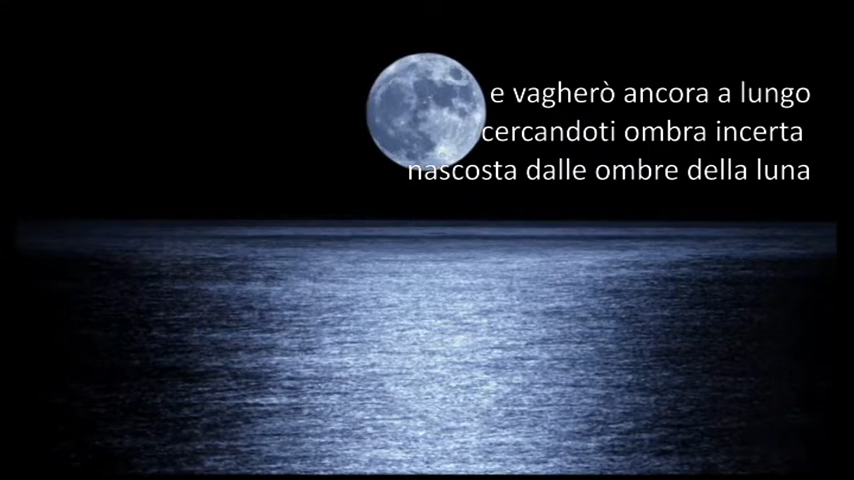 e vagherò ancora a lungo
cercandoti ombra incerta
nascosta dalle ombre della luna